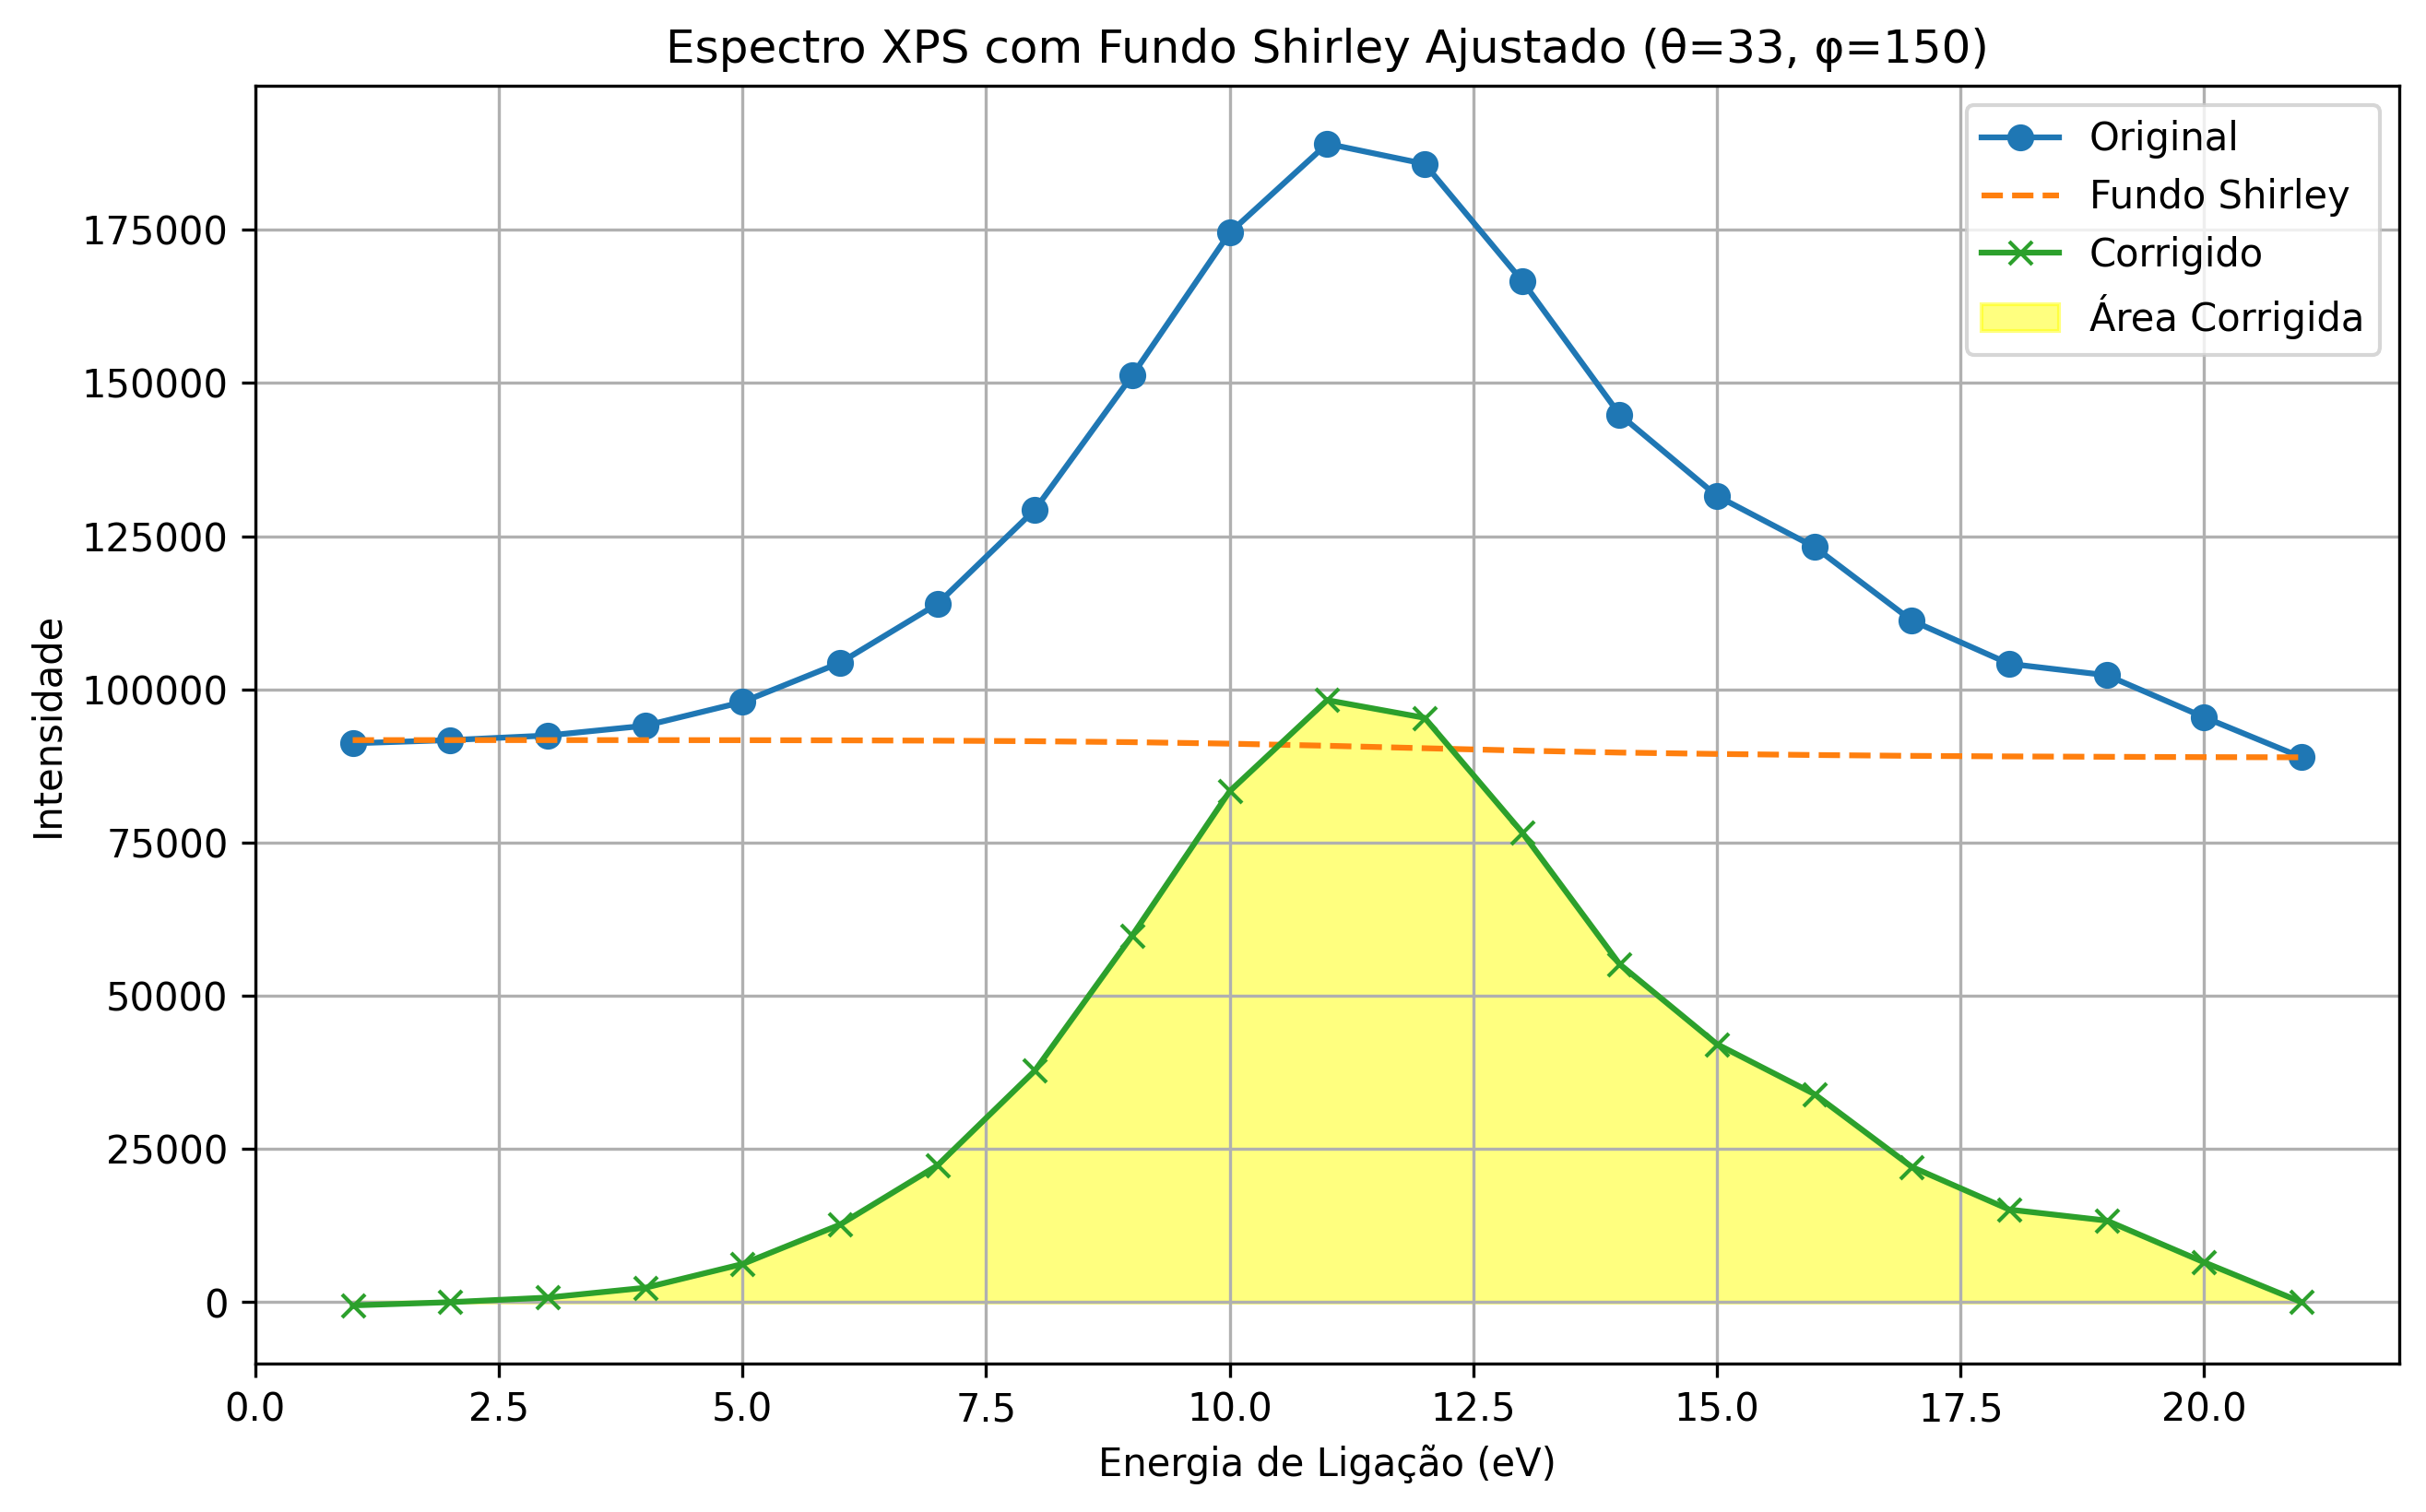 Espectro XPS com Fundo Shirley Ajustado (θ=33, φ=150)
Original
Fundo Shirley
Corrigido
Área Corrigida
Intensidade
175000
150000
125000
100000
75000
50000
25000
0
0.0 2.5 5.0 7.5 10.0 12.5 15.0 17.5 20.0
Energia de Ligação (eV)